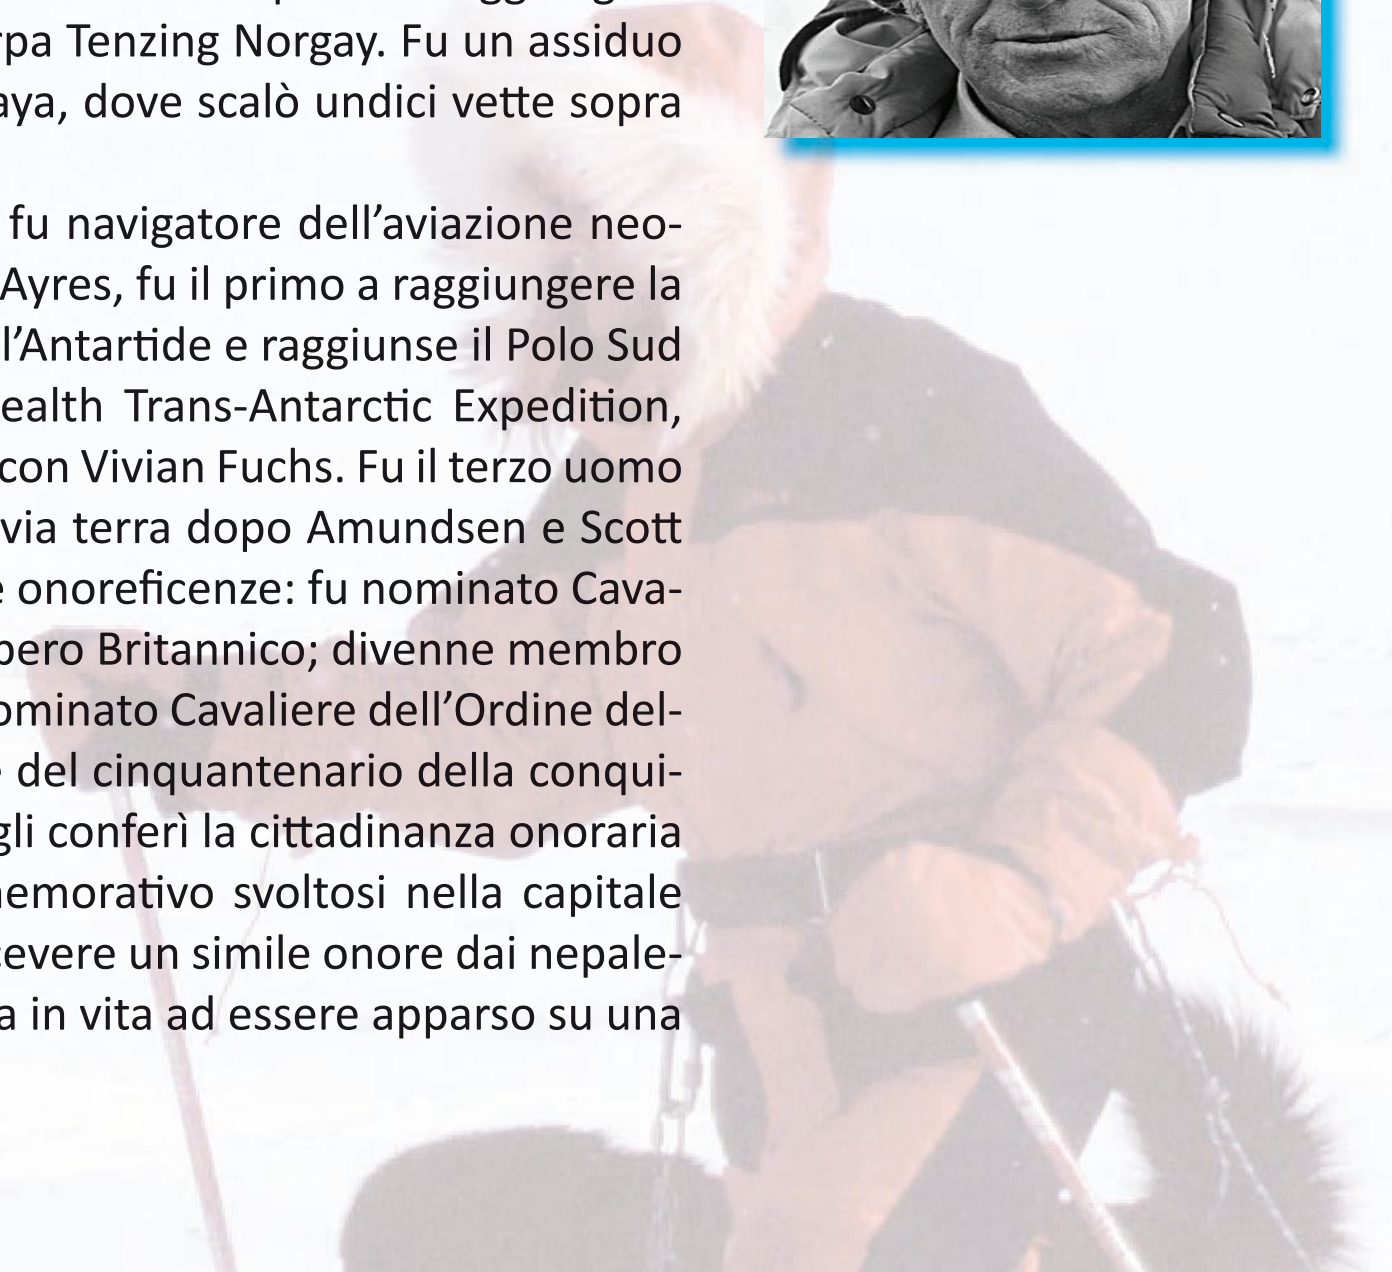 rpa Tenzing Norgay. Fu un assiduo
aya, dove scalò undici vette sopra
fu navigatore dell’aviazione neo-
Ayres, fu il primo a raggiungere la
l’Antartide e raggiunse il Polo Sud
ealth Trans-Antarctic Expedition,
con Vivian Fuchs. Fu il terzo uomo
via terra dopo Amundsen e Scott
e onoreficenze: fu nominato Cava-
pero Britannico; divenne membro
ominato Cavaliere dell’Ordine del-
e del cinquantenario della conqui-
gli conferì la cittadinanza onoraria
memorativo svoltosi nella capitale
cevere un simile onore dai nepale-
a in vita ad essere apparso su una